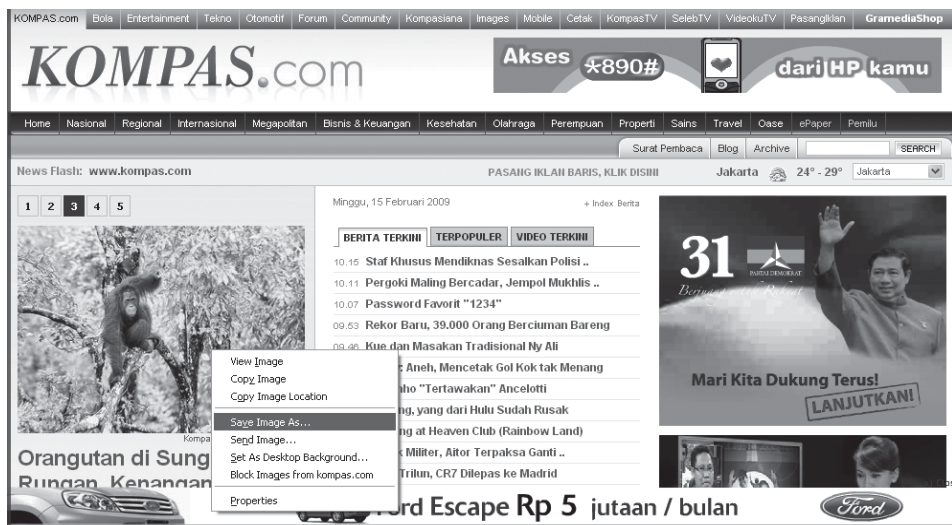 KOMPAS.com Bola Entertainment Tekno Otomotif Forum Community Kompasiana Images Mobile Cetak KompasTV SelebTV VideokuTV PasangIklan GramediaShop
KOMPAS.com
Akses *890# dari HP kamu
Home Nasional Regional Internasional Megapolitan Bisnis & Keuangan Kesehatan Olahraga Perempuan Properti Sains Travel Oase ePaper Pemilu
Surat Pembaca Blog Archive SEARCH
News Flash: www.kompas.com PASANG IKLAN BARIS, KLIK DISINI Jakarta 24° - 29° Jakarta
1 2 3 4 5
Minggu, 15 Februari 2009 + Index Berita
BERITA TERKINI TERPOPULER VIDEO TERKINI
10.15 Staf Khusus Mendiknas Sesalkan Polisi ..
10.11 Pergoki Maling Bercadar, Jempol Mukhlis ..
10.07 Password Favorit "1234"
09.53 Rekor Baru, 39.000 Orang Berciuman Bareng
09.46 Kue dan Masakan Tradisional Ny Ali
: Aneh, Mencetak Gol Kok tak Menang
"Tertawakan" Ancelotti
yang dari Hulu Sudah Rusak
at Heaven Club (Rainbow Land)
Militer, Aitor Terpaksa Ganti ..
Trilun, CR7 Dilepas ke Madrid
View Image
Copy Image
Copy Image Location
Save Image As...
Send Image...
Set As Desktop Background...
Block Images from kompas.com
Properties
Orangutan di
Rungan, Kenangan
31 PARTAI DEMOKRAT
Mari Kita Dukung Terus!
LANJUTKAN!
Ford Escape Rp 5 jutaan / bulan
Ford